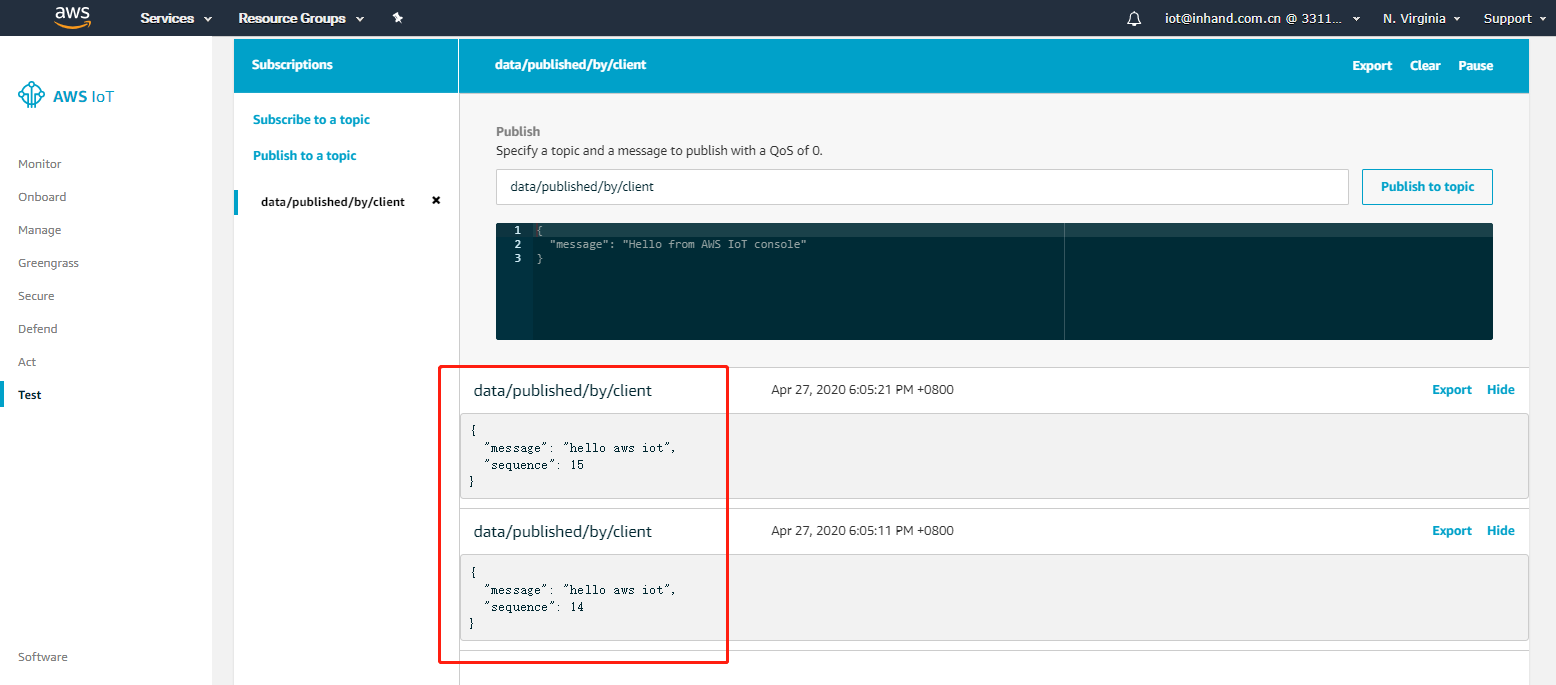 aws Services Resource Groups iot@inhand.com.cn @ 3311... N. Virginia Support
AWS IoT
Monitor
Onboard
Manage
Greengrass
Secure
Defend
Act
Test
Software
Subscriptions
Subscribe to a topic
Publish to a topic
data/published/by/client
data/published/by/client Export Clear Pause
Publish
Specify a topic and a message to publish with a QoS of 0.
data/published/by/client Publish to topic
1 {
2 "message": "Hello from AWS IoT console"
3 }
data/published/by/client Apr 27, 2020 6:05:21 PM +0800 Export Hide
{
"message": "hello aws iot",
"sequence": 15
}
data/published/by/client Apr 27, 2020 6:05:11 PM +0800 Export Hide
{
"message": "hello aws iot",
"sequence": 14
}